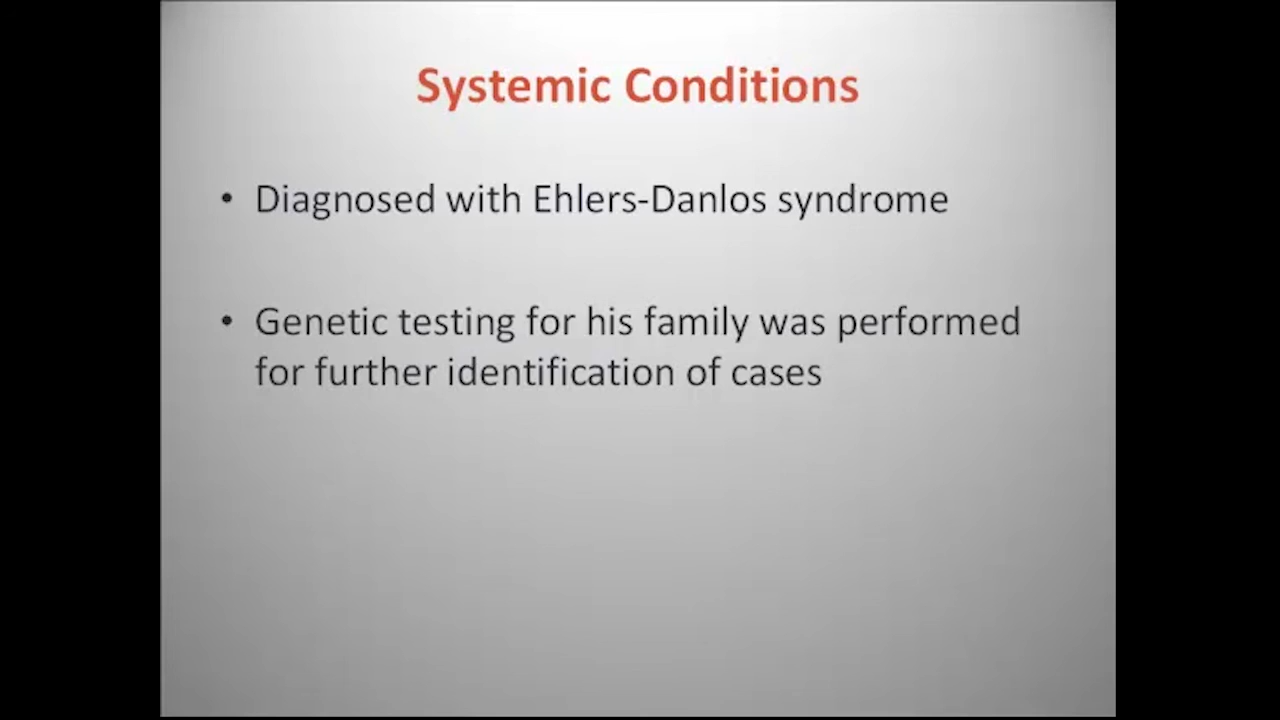 Systemic Conditions
• Diagnosed with Ehlers-Danlos syndrome
• Genetic testing for his family was performed
for further identification of cases